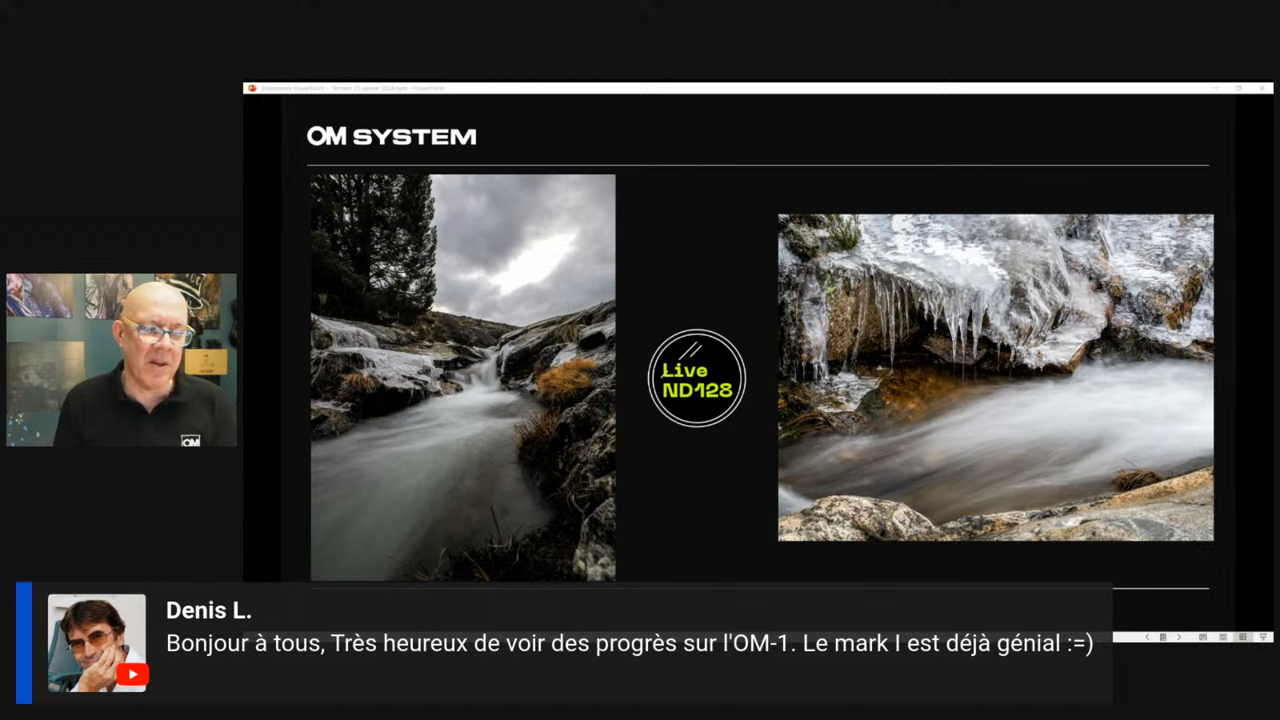 OM SYSTEM
Live
ND128
OM
Denis L.
Bonjour à tous, Très heureux de voir des progrès sur l'OM-1. Le mark I est déjà génial :=)